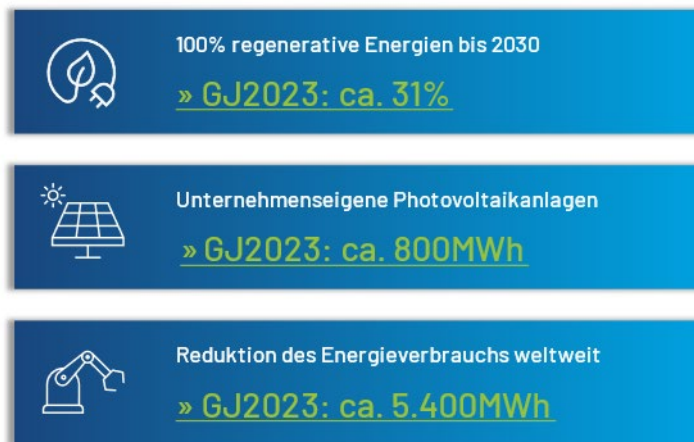 100% regenerative Energien bis 2030
» GJ2023: ca. 31%
Unternehmenseigene Photovoltaikanlagen
» GJ2023: ca. 800MWh
Reduktion des Energieverbrauchs weltweit
» GJ2023: ca. 5.400MWh